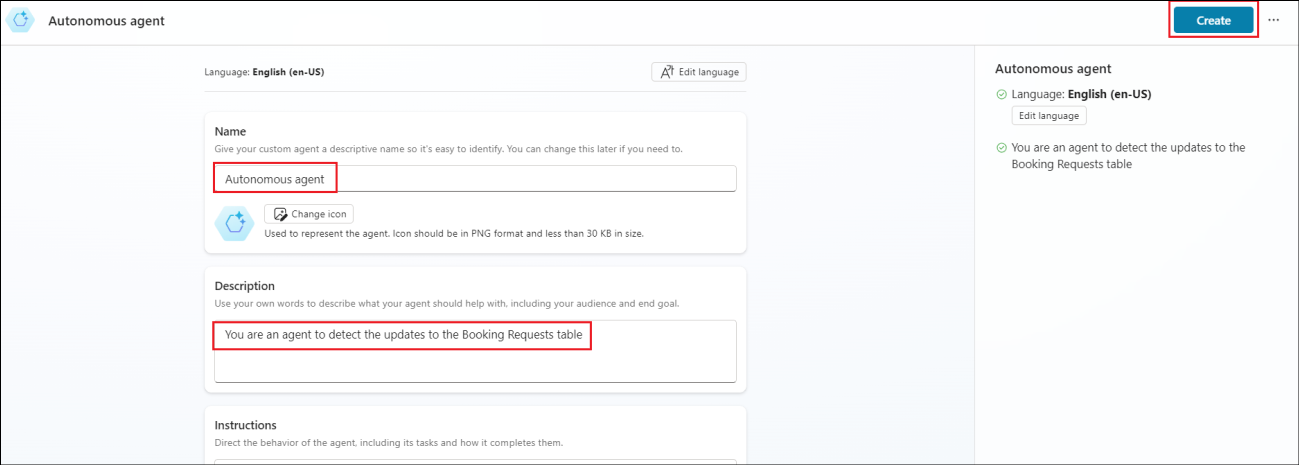 Autonomous agent
Create
Language: English (en-US)
Edit language
Name
Give your custom agent a descriptive name so it's easy to identify. You can change this later if you need to.
Autonomous agent
Change icon
Used to represent the agent. Icon should be in PNG format and less than 30 KB in size.
Description
Use your own words to describe what your agent should help with, including your audience and end goal.
You are an agent to detect the updates to the Booking Requests table
Instructions
Direct the behavior of the agent, including its tasks and how it completes them.
Autonomous agent
Language: English (en-US)
Edit language
You are an agent to detect the updates to the
Booking Requests table